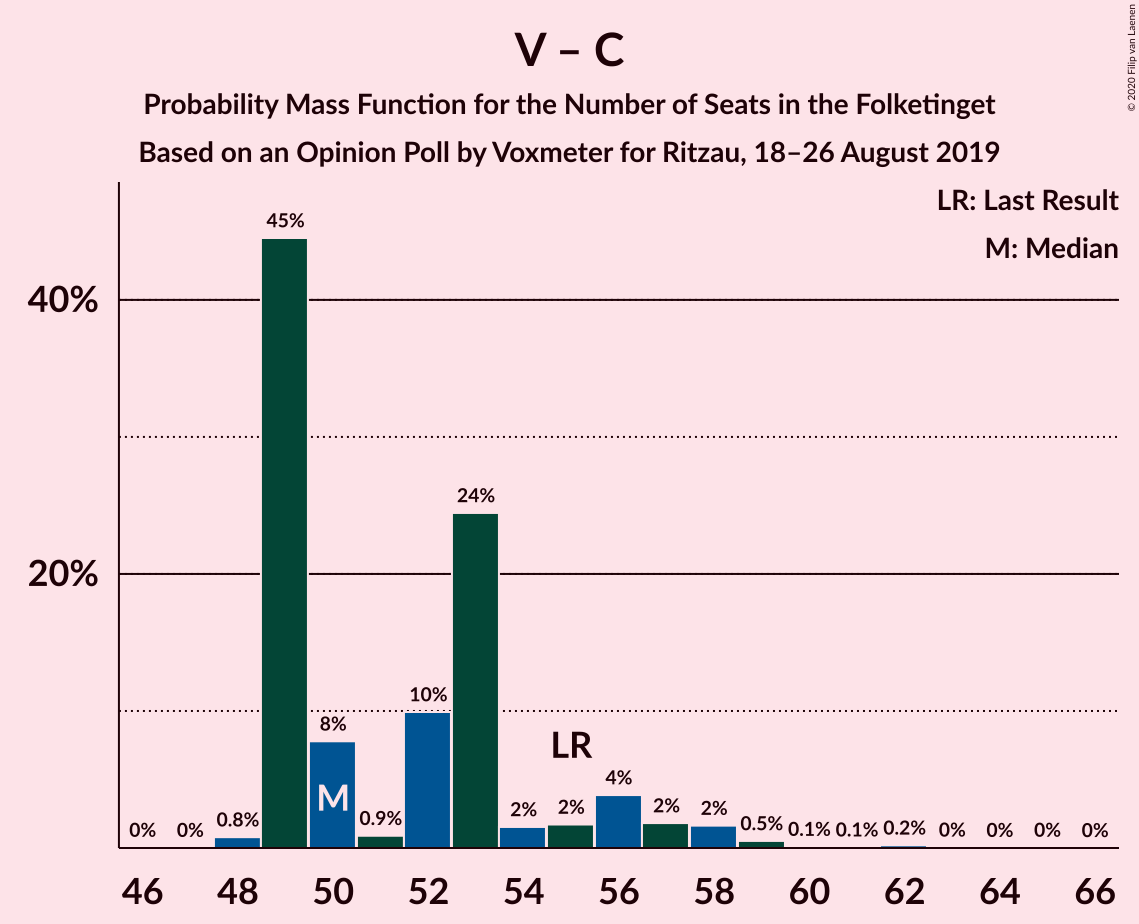 V – C
Probability Mass Function for the Number of Seats in the Folketinget
Based on an Opinion Poll by Voxmeter for Ritzau, 18–26 August 2019
© 2020 Filip van Laenen
LR: Last Result
M: Median
40%
20%
0% 0% 0.8% 45% 8% 0.9% 10% 24% 2% 2% 4% 2% 2% 0.5% 0.1% 0.1% 0.2% 0% 0% 0% 0%
M
LR
46 48 50 52 54 56 58 60 62 64 66